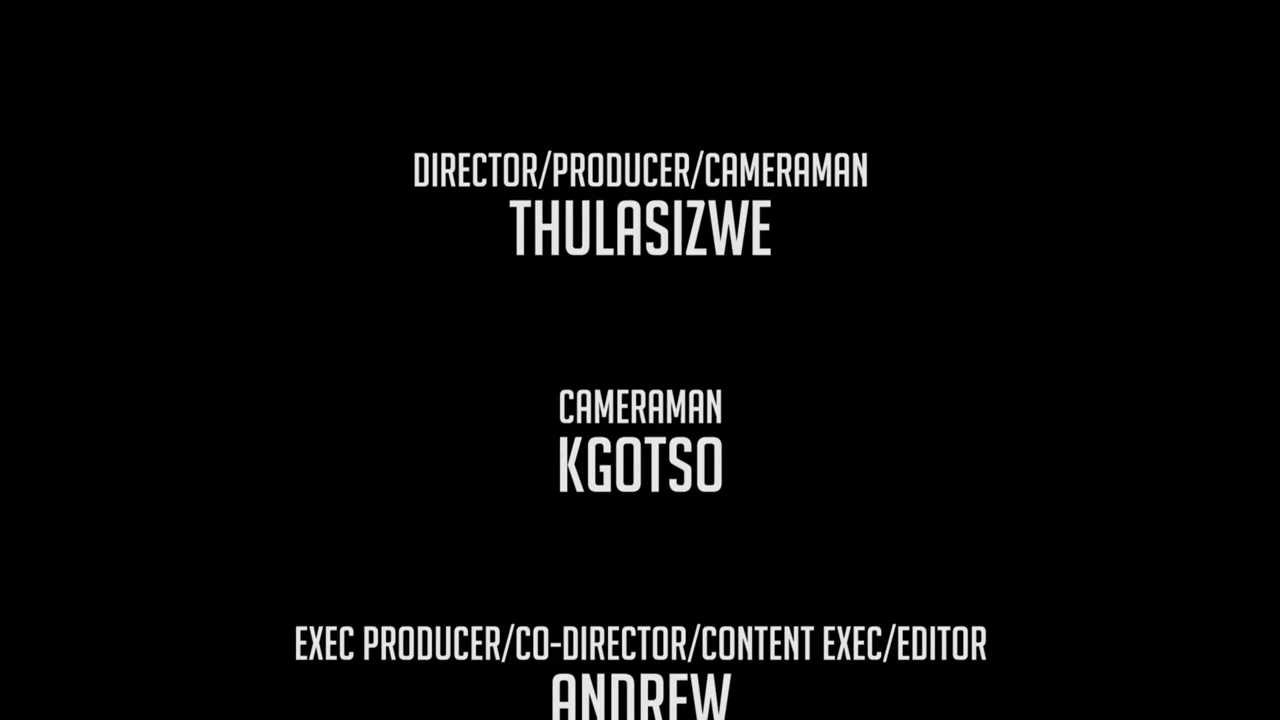 DIRECTOR/PRODUCER/CAMERAMAN
THULASIZWE
CAMERAMAN
KGOTSO
EXEC PRODUCER/CO-DIRECTOR/CONTENT EXEC/EDITOR
ANDREW